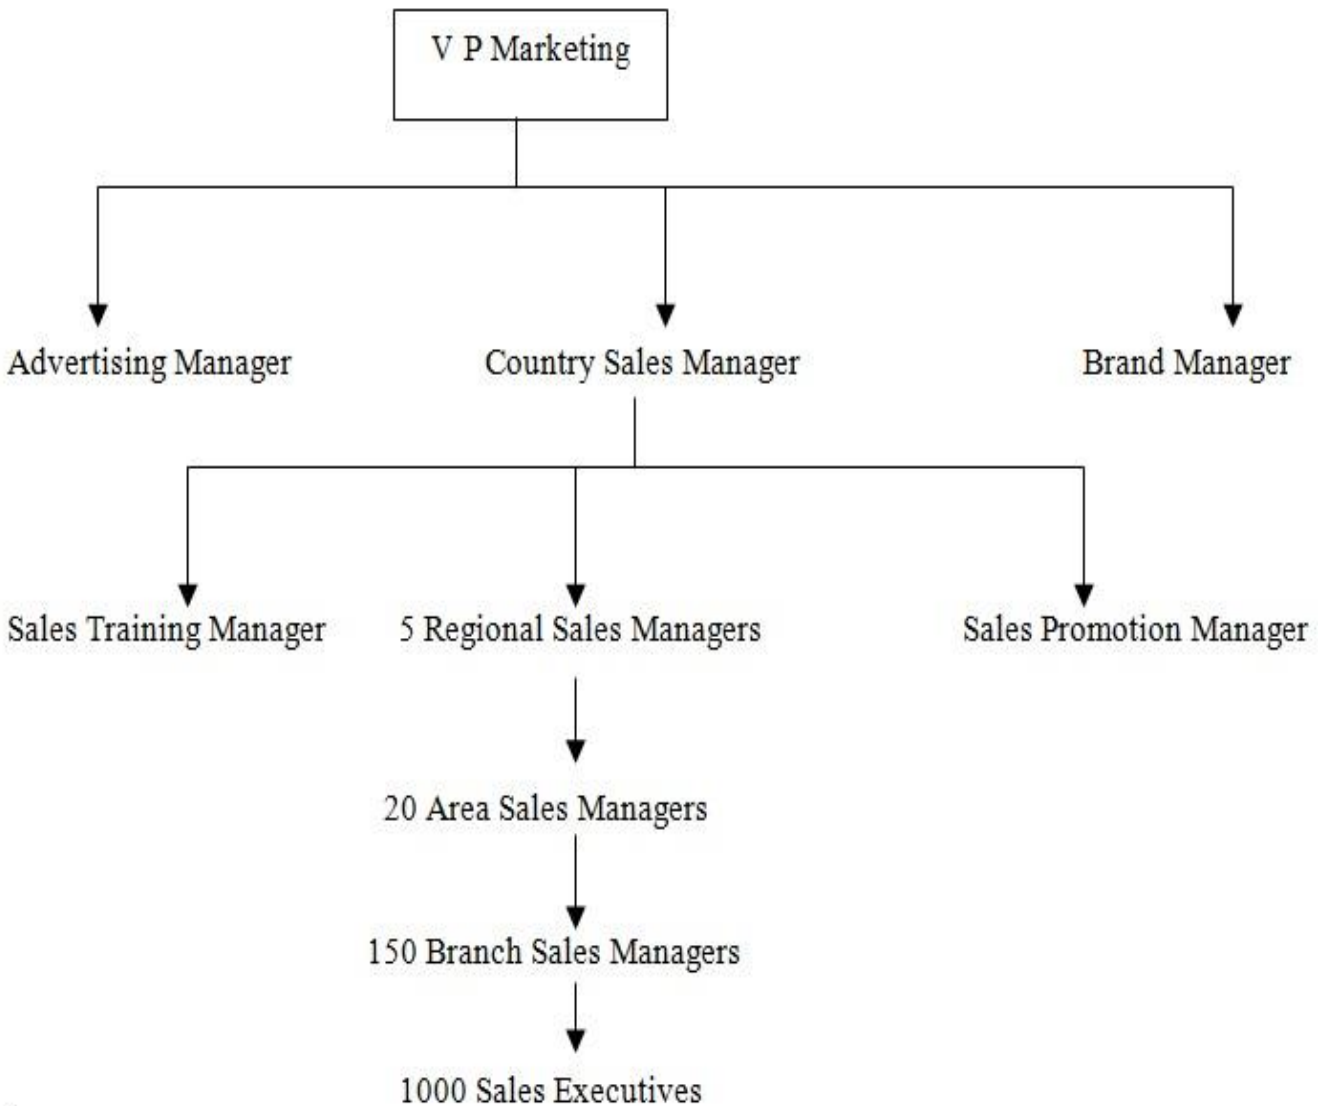 V P Marketing
Advertising Manager
Country Sales Manager
Brand Manager
Sales Training Manager
5 Regional Sales Managers
Sales Promotion Manager
20 Area Sales Managers
150 Branch Sales Managers
1000 Sales Executives